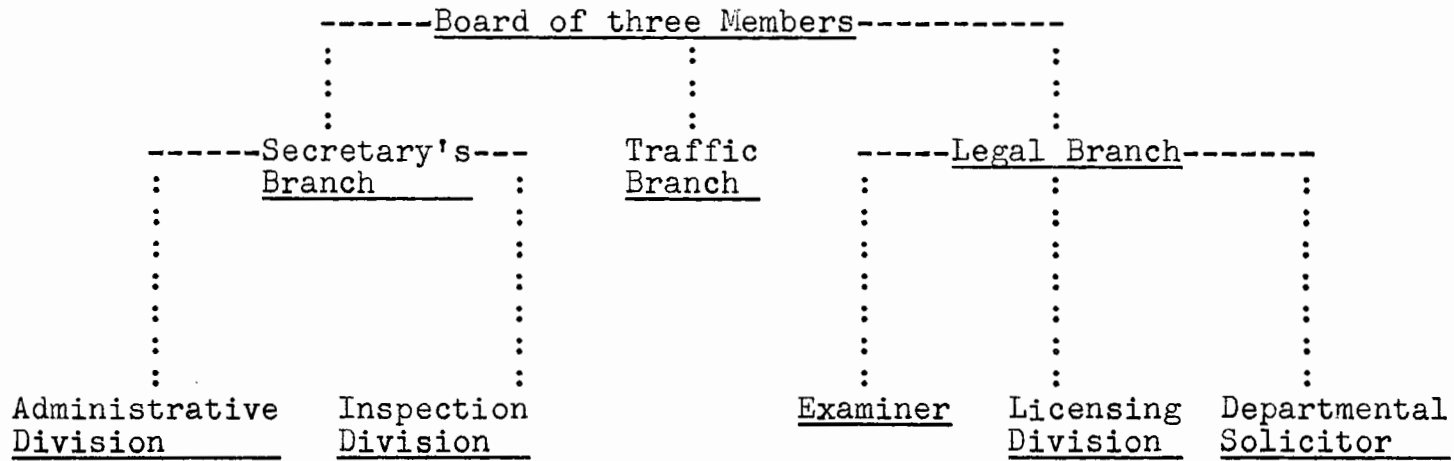 Board of three Members
Secretary's Traffic Legal Branch
Branch Branch
Administrative Inspection Examiner Licensing Departmental
Division Division Division Solicitor